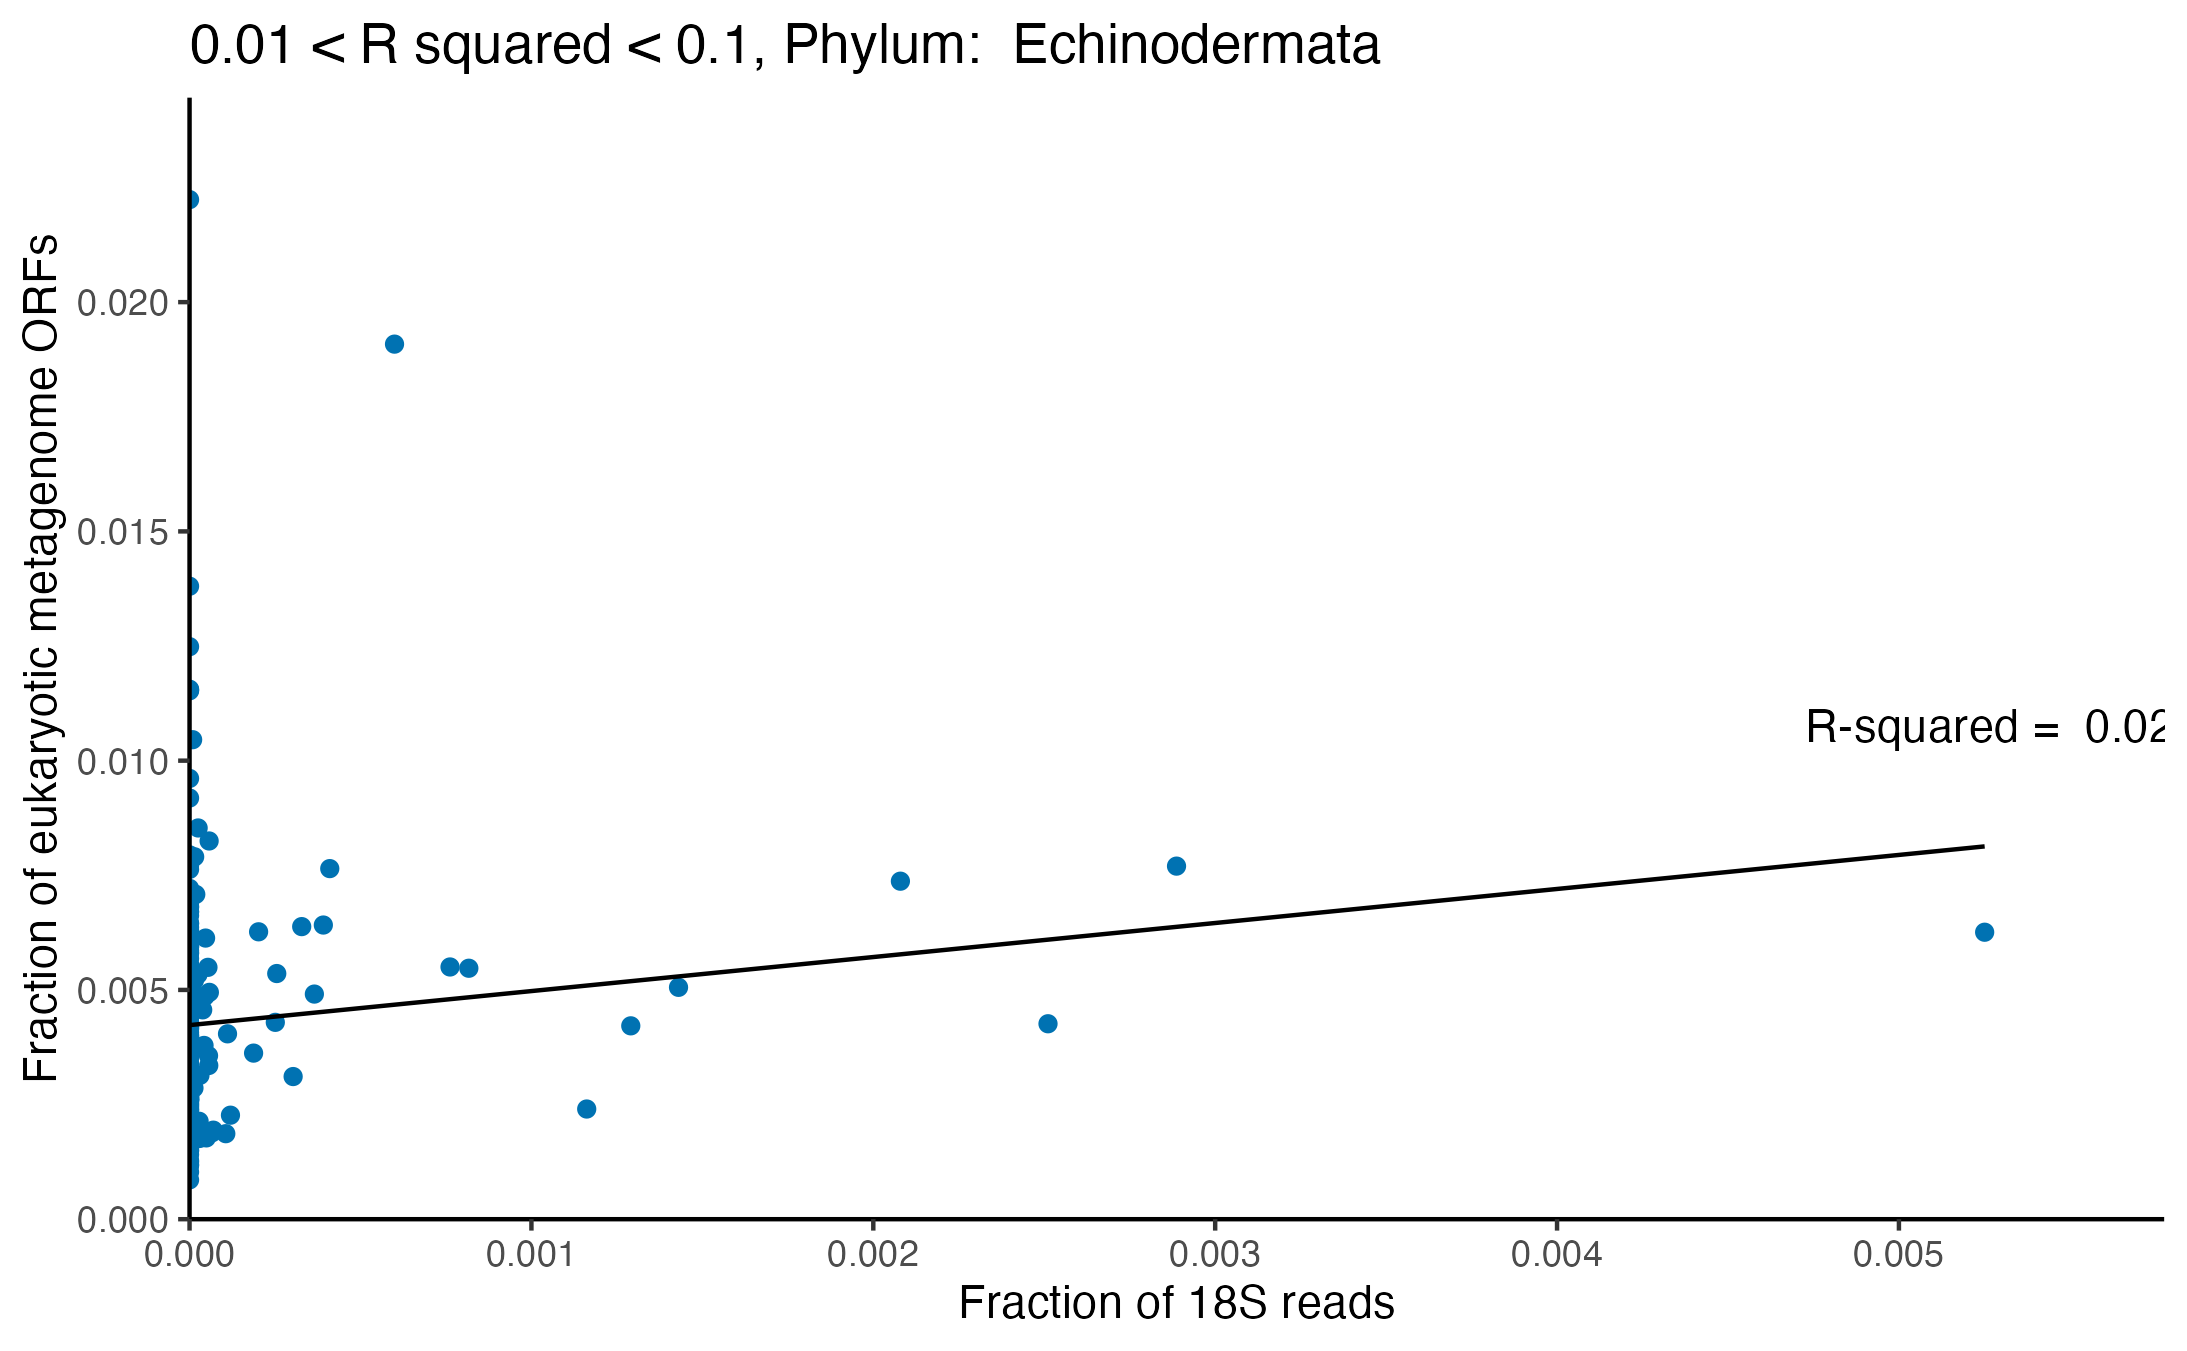 0.01 < R squared < 0.1, Phylum:  Echinodermata
Fraction of eukaryotic metagenome ORFs
0.020
0.015
0.010
0.005
0.000
R-squared =  0.02
0.000 0.001 0.002 0.003 0.004 0.005
Fraction of 18S reads